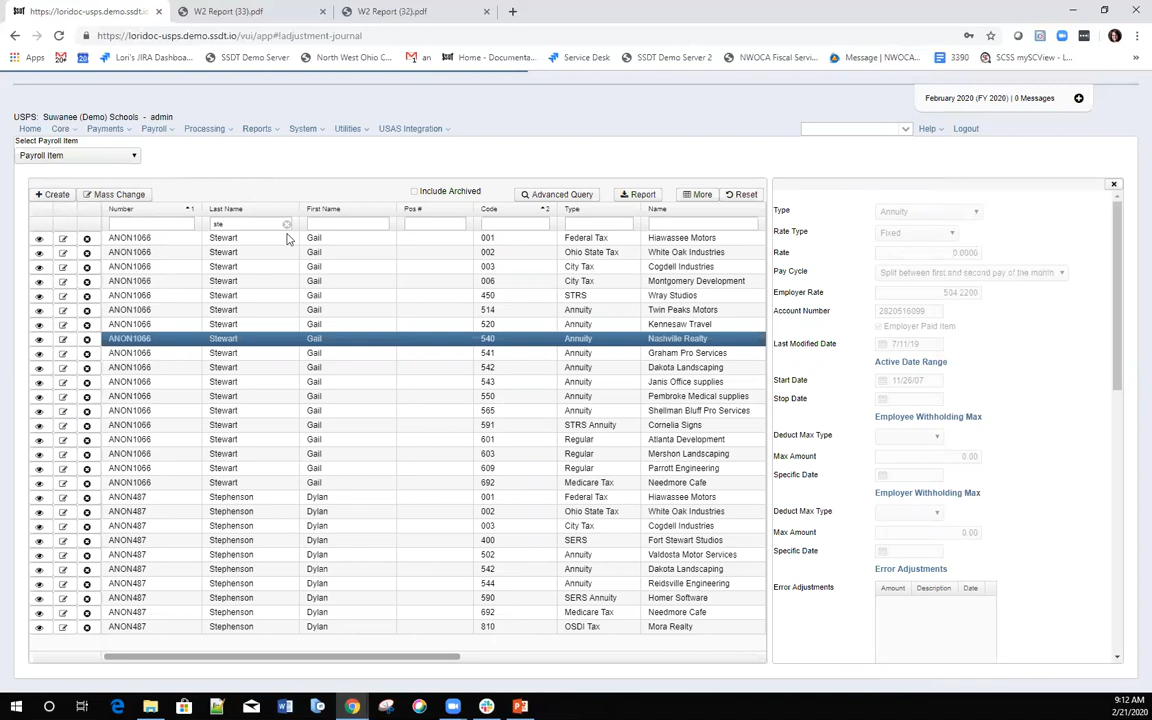 https://loridoc-usps.demo.ssdt.io/ W2 Report (33).pdf W2 Report (32).pdf
https://loridoc-usps.demo.ssdt.io/vui/app#!adjustment-journal
Apps Lori's JIRA Dashboa... SSDT Demo Server North West Ohio C... an Home - Documenta... Service Desk SSDT Demo Server 2 NWOCA Fiscal Servi... Message | NWOCA... 3390 SCSS mySCView - L...
February 2020 (FY 2020) | 0 Messages
USPS: Suwanee (Demo) Schools - admin
Home Core Payments Payroll Processing Reports System Utilities USAS Integration Help Logout
Select Payroll Item
Payroll Item
Create Mass Change Include Archived Advanced Query Report More Reset
Number 1 Last Name First Name Pos # Code 2 Type Name
ste
ANON1066 Stewart Gail 001 Federal Tax Hiawassee Motors
ANON1066 Stewart Gail 002 Ohio State Tax White Oak Industries
ANON1066 Stewart Gail 003 City Tax Cogdell Industries
ANON1066 Stewart Gail 006 City Tax Montgomery Development
ANON1066 Stewart Gail 450 STRS Wray Studios
ANON1066 Stewart Gail 514 Annuity Twin Peaks Motors
ANON1066 Stewart Gail 520 Annuity Kennesaw Travel
ANON1066 Stewart Gail 540 Annuity Nashville Realty
ANON1066 Stewart Gail 541 Annuity Graham Pro Services
ANON1066 Stewart Gail 542 Annuity Dakota Landscaping
ANON1066 Stewart Gail 543 Annuity Janis Office supplies
ANON1066 Stewart Gail 550 Annuity Pembroke Medical supplies
ANON1066 Stewart Gail 565 Annuity Shellman Bluff Pro Services
ANON1066 Stewart Gail 591 STRS Annuity Cornelia Signs
ANON1066 Stewart Gail 601 Regular Atlanta Development
ANON1066 Stewart Gail 603 Regular Mershon Landscaping
ANON1066 Stewart Gail 609 Regular Parrott Engineering
ANON1066 Stewart Gail 692 Medicare Tax Needmore Cafe
ANON487 Stephenson Dylan 001 Federal Tax Hiawassee Motors
ANON487 Stephenson Dylan 002 Ohio State Tax White Oak Industries
ANON487 Stephenson Dylan 003 City Tax Cogdell Industries
ANON487 Stephenson Dylan 400 SERS Fort Stewart Studios
ANON487 Stephenson Dylan 502 Annuity Valdosta Motor Services
ANON487 Stephenson Dylan 542 Annuity Dakota Landscaping
ANON487 Stephenson Dylan 544 Annuity Reidsville Engineering
ANON487 Stephenson Dylan 590 SERS Annuity Homer Software
ANON487 Stephenson Dylan 692 Medicare Tax Needmore Cafe
ANON487 Stephenson Dylan 810 OSDI Tax Mora Realty
Type Annuity
Rate Type Fixed
Rate 0.0000
Pay Cycle Split between first and second pay of the month
Employer Rate 504.2200
Account Number 2820516099
Employer Paid Item
Last Modified Date 7/11/19
Active Date Range
Start Date 11/26/07
Stop Date
Employee Withholding Max
Deduct Max Type
Max Amount 0.00
Specific Date
Employer Withholding Max
Deduct Max Type
Max Amount 0.00
Specific Date
Error Adjustments
Error Adjustments Amount Description Date
9:12 AM
2/21/2020